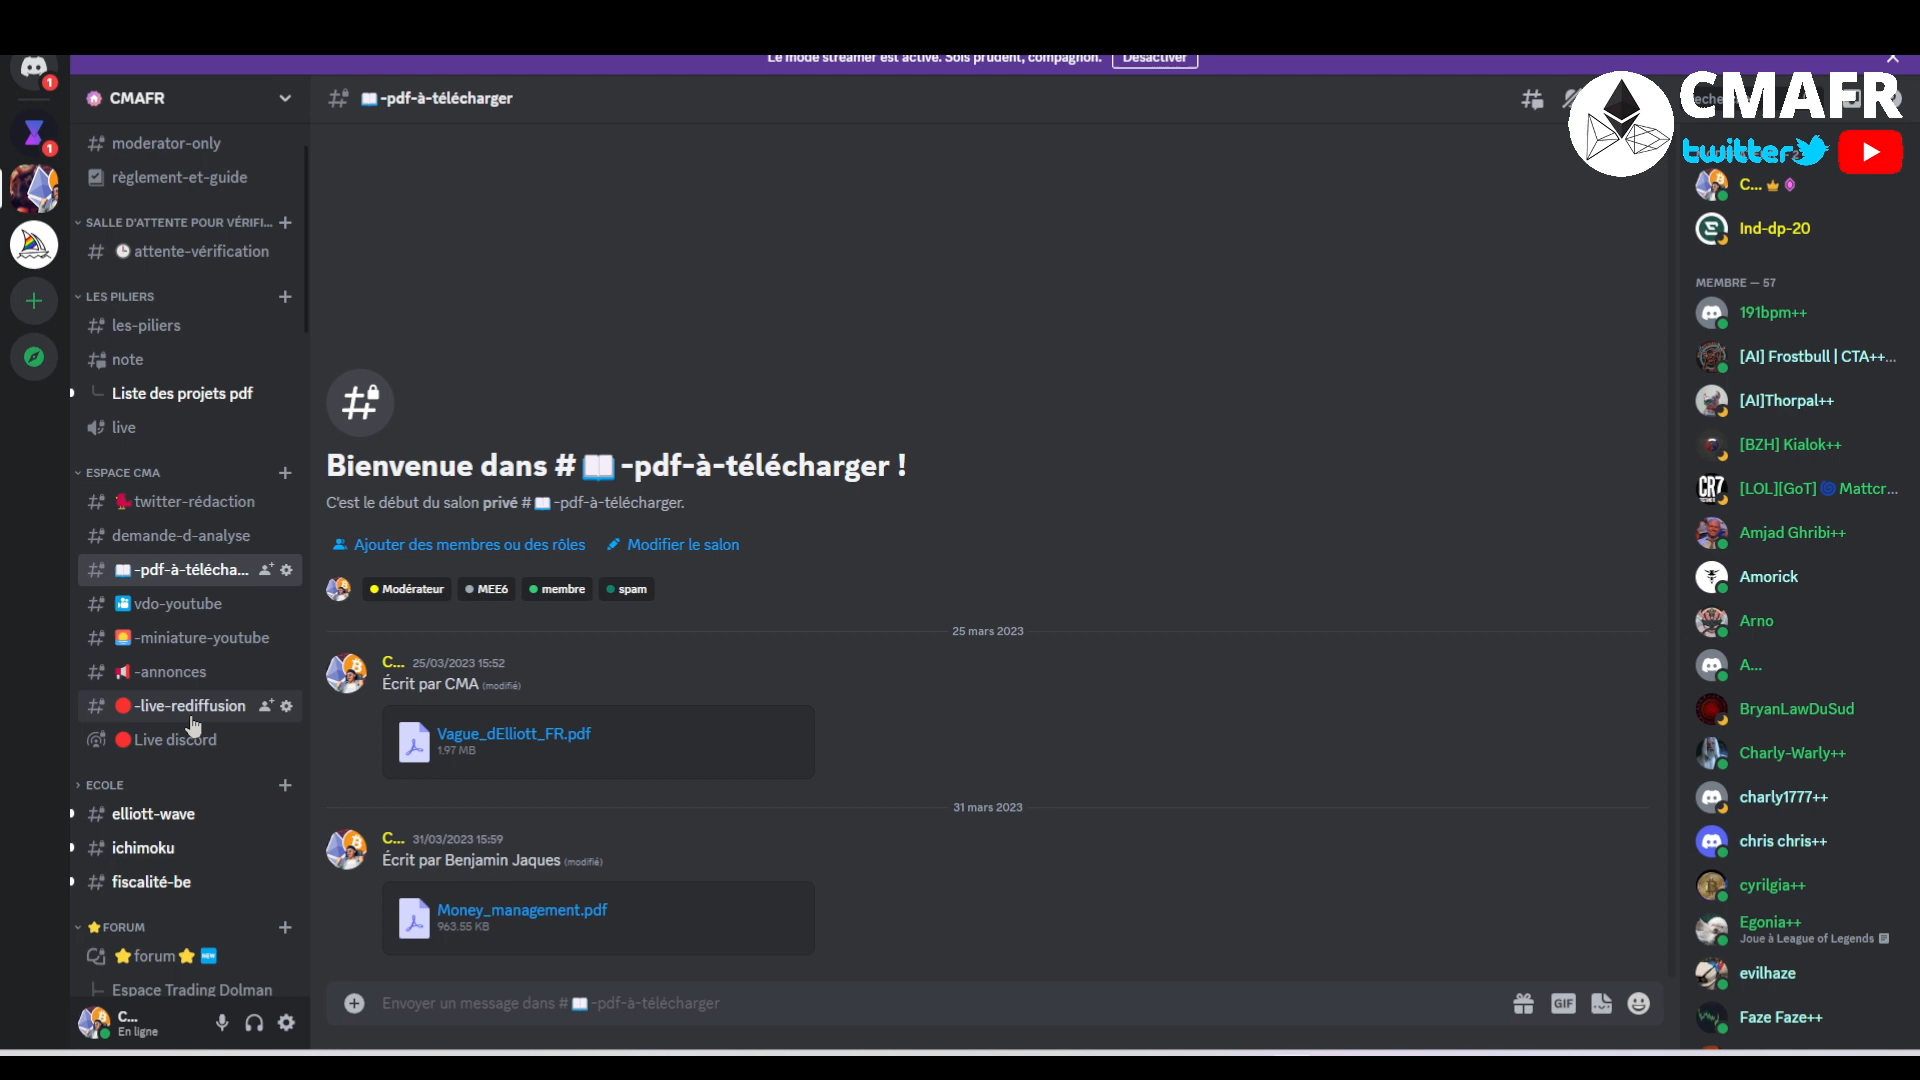 Le mode streamer est activé. Sois prudent, compagnon. Désactiver
1
1
CMAFR
moderator-only
règlement-et-guide
SALLE D'ATTENTE POUR VÉRIFI...
attente-vérification
LES PILIERS
les-piliers
note
Liste des projets pdf
live
ESPACE CMA
twitter-rédaction
demande-d-analyse
-pdf-à-télécha...
vdo-youtube
-miniature-youtube
-annonces
-live-rediffusion
Live discord
ECOLE
elliott-wave
ichimoku
fiscalité-be
FORUM
forum NEW
Espace Trading Dolman
C...
En ligne
-pdf-à-télécharger
Bienvenue dans # -pdf-à-télécharger !
C'est le début du salon privé # -pdf-à-télécharger.
Ajouter des membres ou des rôles Modifier le salon
Modérateur MEE6 membre spam
25 mars 2023
C... 25/03/2023 15:52
Écrit par CMA (modifié)
Vague_dElliott_FR.pdf
1.97 MB
31 mars 2023
C... 31/03/2023 15:59
Écrit par Benjamin Jaques (modifié)
Money_management.pdf
963.55 KB
Envoyer un message dans # -pdf-à-télécharger
GIF
CMAFR
twitter
C...
Ind-dp-20
MEMBRE — 57
191bpm++
[AI] Frostbull | CTA++...
[AI]Thorpal++
[BZH] Kialok++
CR7
[LOL][GoT] Mattcr...
Amjad Ghribi++
Amorick
Arno
A...
BryanLawDuSud
Charly-Warly++
charly1777++
chris chris++
cyrilgia++
Egonia++
Joue à League of Legends
evilhaze
Faze Faze++